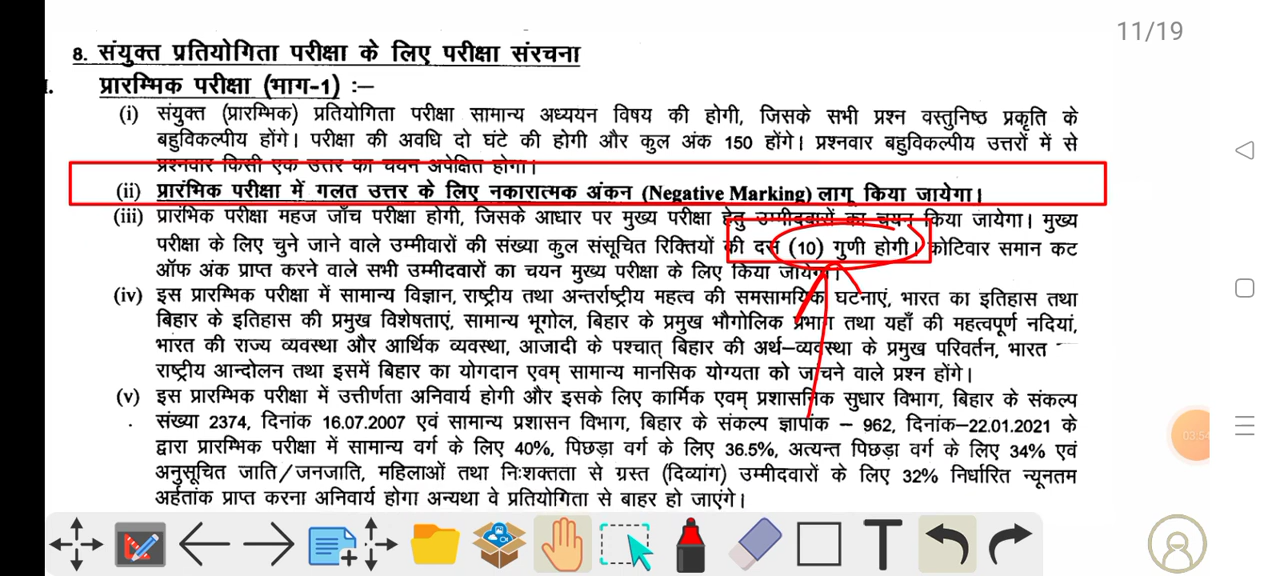 11/19
8. संयुक्त प्रतियोगिता परीक्षा के लिए परीक्षा संरचना
I. प्रारम्भिक परीक्षा (भाग-1) :–
(i) संयुक्त (प्रारम्भिक) प्रतियोगिता परीक्षा सामान्य अध्ययन विषय की होगी, जिसके सभी प्रश्न वस्तुनिष्ठ प्रकृति के
बहुविकल्पीय होंगे। परीक्षा की अवधि दो घंटे की होगी और कुल अंक 150 होंगे। प्रश्नवार बहुविकल्पीय उत्तरों में से
प्रश्नवार किसी एक उत्तर का चयन अपेक्षित होगा।
(ii) प्रारंभिक परीक्षा में गलत उत्तर के लिए नकारात्मक अंकन (Negative Marking) लागू किया जायेगा।
(iii) प्रारंभिक परीक्षा महज जाँच परीक्षा होगी, जिसके आधार पर मुख्य परीक्षा हेतु उम्मीदवारों का चयन किया जायेगा। मुख्य
परीक्षा के लिए चुने जाने वाले उम्मीवारों की संख्या कुल संसूचित रिक्तियों की दस (10) गुणी होगी। कोटिवार समान कट
ऑफ अंक प्राप्त करने वाले सभी उम्मीदवारों का चयन मुख्य परीक्षा के लिए किया जायेगा।
(iv) इस प्रारम्भिक परीक्षा में सामान्य विज्ञान, राष्ट्रीय तथा अन्तर्राष्ट्रीय महत्व की समसामयिक घटनाएं, भारत का इतिहास तथा
बिहार के इतिहास की प्रमुख विशेषताएं, सामान्य भूगोल, बिहार के प्रमुख भौगोलिक प्रभाग तथा यहाँ की महत्वपूर्ण नदियां,
भारत की राज्य व्यवस्था और आर्थिक व्यवस्था, आजादी के पश्चात् बिहार की अर्थ–व्यवस्था के प्रमुख परिवर्तन, भारत
राष्ट्रीय आन्दोलन तथा इसमें बिहार का योगदान एवम् सामान्य मानसिक योग्यता को जांचने वाले प्रश्न होंगे।
(v) इस प्रारम्भिक परीक्षा में उत्तीर्णता अनिवार्य होगी और इसके लिए कार्मिक एवम् प्रशासनिक सुधार विभाग, बिहार के संकल्प
संख्या 2374, दिनांक 16.07.2007 एवं सामान्य प्रशासन विभाग, बिहार के संकल्प ज्ञापांक – 962, दिनांक–22.01.2021 के
द्वारा प्रारम्भिक परीक्षा में सामान्य वर्ग के लिए 40%, पिछड़ा वर्ग के लिए 36.5%, अत्यन्त पिछड़ा वर्ग के लिए 34% एवं
अनुसूचित जाति/जनजाति, महिलाओं तथा निःशक्तता से ग्रस्त (दिव्यांग) उम्मीदवारों के लिए 32% निर्धारित न्यूनतम
अर्हतांक प्राप्त करना अनिवार्य होगा अन्यथा वे प्रतियोगिता से बाहर हो जाएंगे।
T